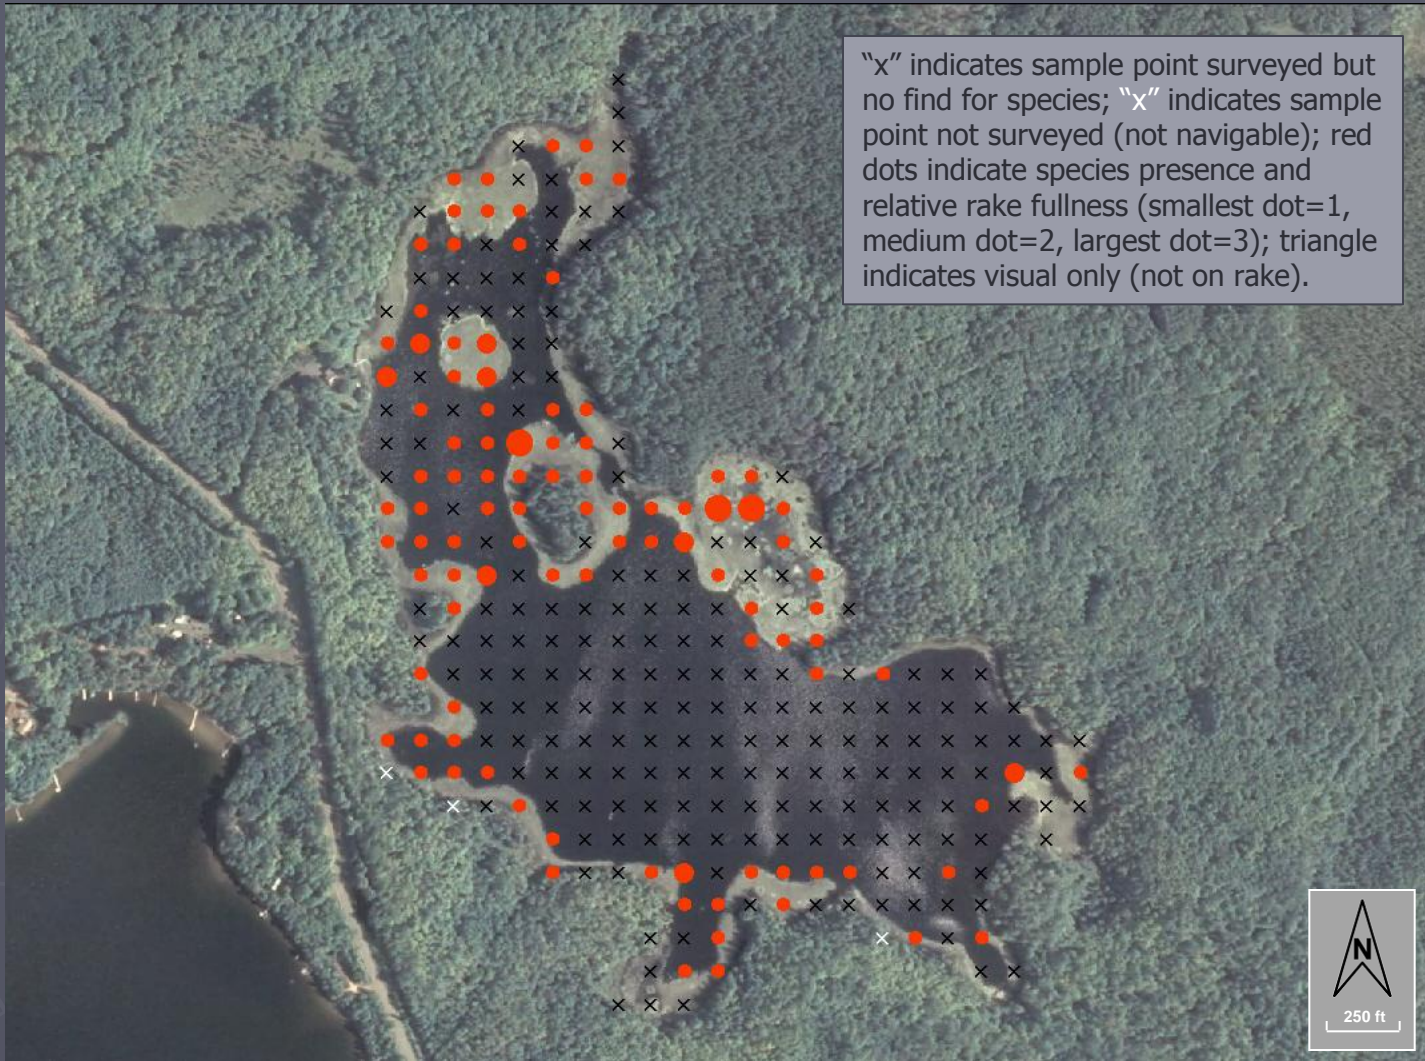 “x” indicates sample point surveyed but
no find for species; “x” indicates sample
point not surveyed (not navigable); red
dots indicate species presence and
relative rake fullness (smallest dot=1,
medium dot=2, largest dot=3); triangle
indicates visual only (not on rake).
N
250 ft